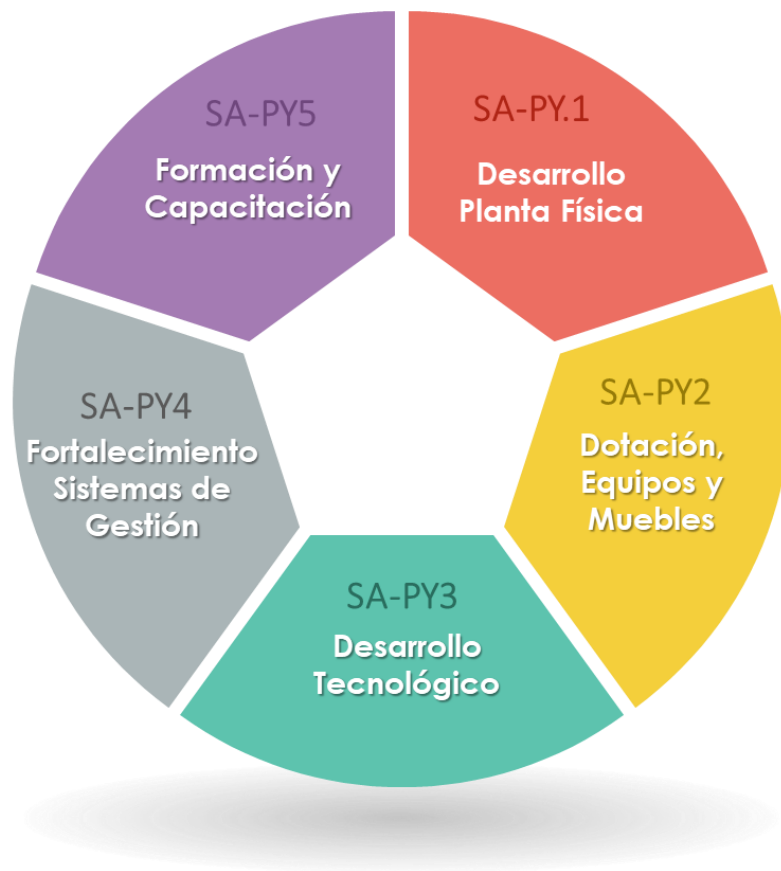 SA-PY5
Formación y
Capacitación
SA-PY.1
Desarrollo
Planta Física
SA-PY2
Dotación,
Equipos y
Muebles
SA-PY3
Desarrollo
Tecnológico
SA-PY4
Fortalecimiento
Sistemas de
Gestión